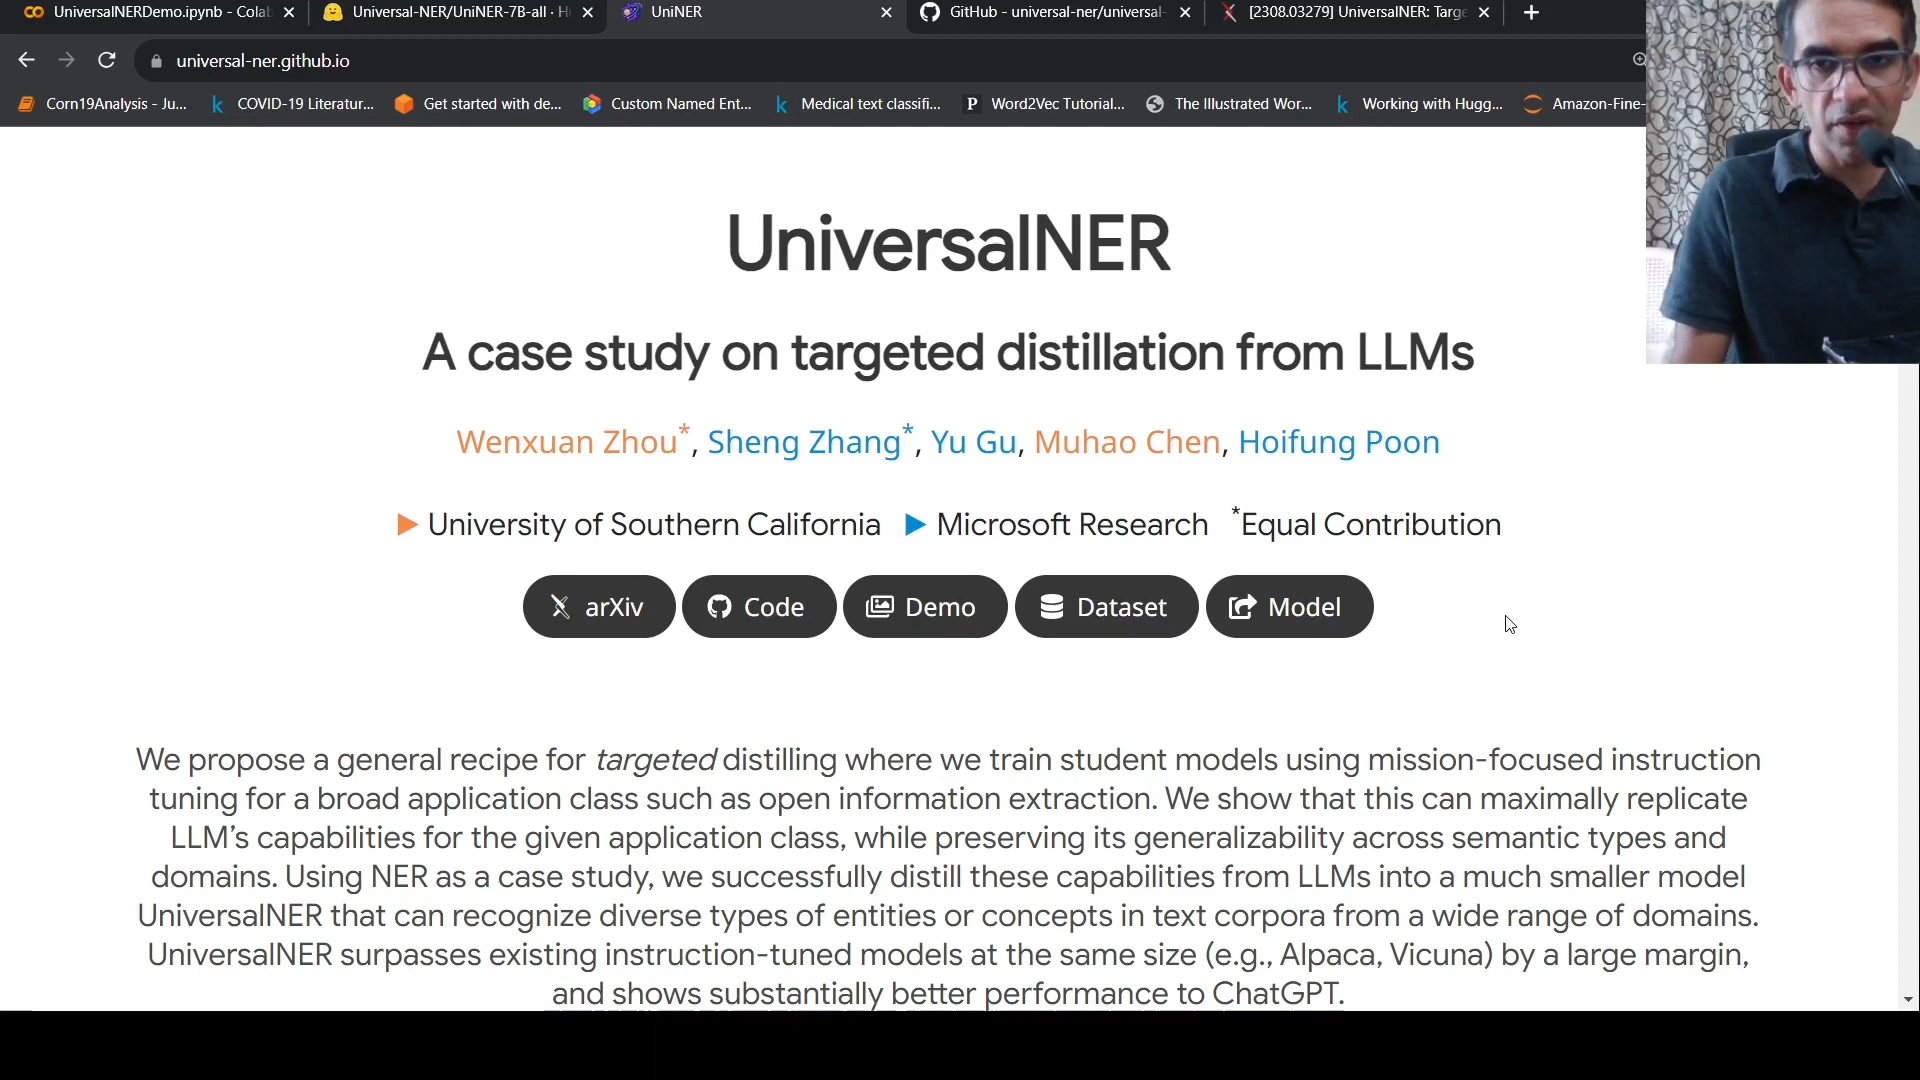 UniversalNERDemo.ipynb - Colab
Universal-NER/UniNER-7B-all · H
UniNER
GitHub - universal-ner/universal-
[2308.03279] UniversalNER: Targe
universal-ner.github.io
Corn19Analysis - Ju...
COVID-19 Literatur...
Get started with de...
Custom Named Ent...
Medical text classifi...
Word2Vec Tutorial...
The Illustrated Wor...
Working with Hugg...
Amazon-Fine-
UniversalNER
A case study on targeted distillation from LLMs
Wenxuan Zhou*, Sheng Zhang*, Yu Gu, Muhao Chen, Hoifung Poon
University of Southern California Microsoft Research *Equal Contribution
arXiv Code Demo Dataset Model
We propose a general recipe for targeted distilling where we train student models using mission-focused instruction
tuning for a broad application class such as open information extraction. We show that this can maximally replicate
LLM’s capabilities for the given application class, while preserving its generalizability across semantic types and
domains. Using NER as a case study, we successfully distill these capabilities from LLMs into a much smaller model
UniversalNER that can recognize diverse types of entities or concepts in text corpora from a wide range of domains.
UniversalNER surpasses existing instruction-tuned models at the same size (e.g., Alpaca, Vicuna) by a large margin,
and shows substantially better performance to ChatGPT.